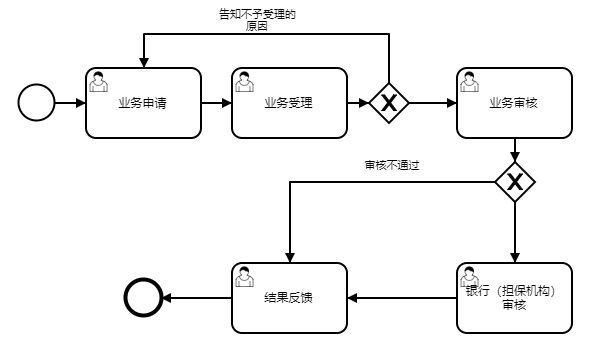 告知不予受理的
原因
业务申请
业务受理
业务审核
审核不通过
结果反馈
银行（担保机构）
审核